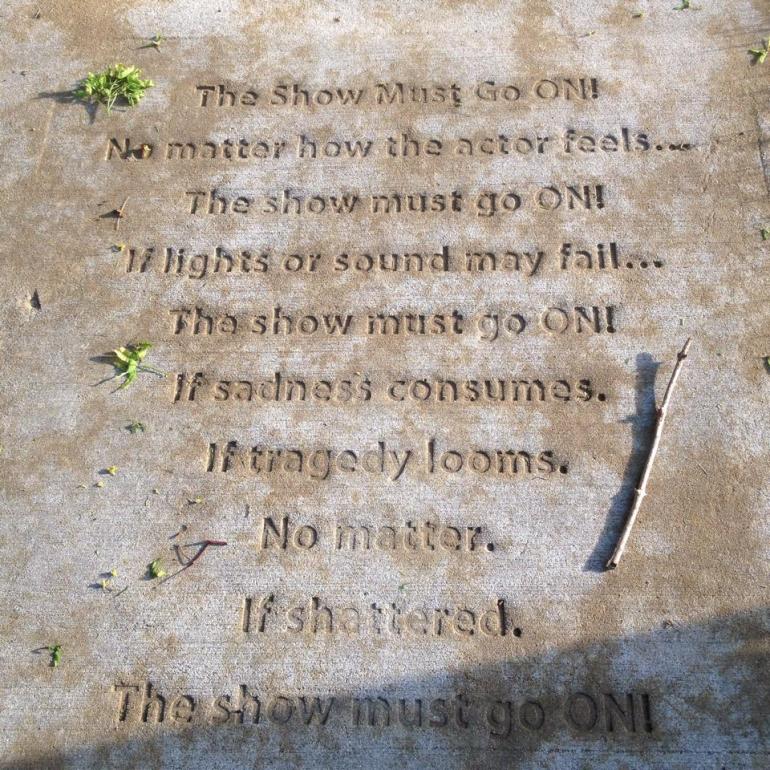 The Show Must Go ON!
No matter how the actor feels...
The show must go ON!
If lights or sound may fail...
The show must go ON!
If sadness consumes.
If tragedy looms.
No matter.
If shattered.
The show must go ON!